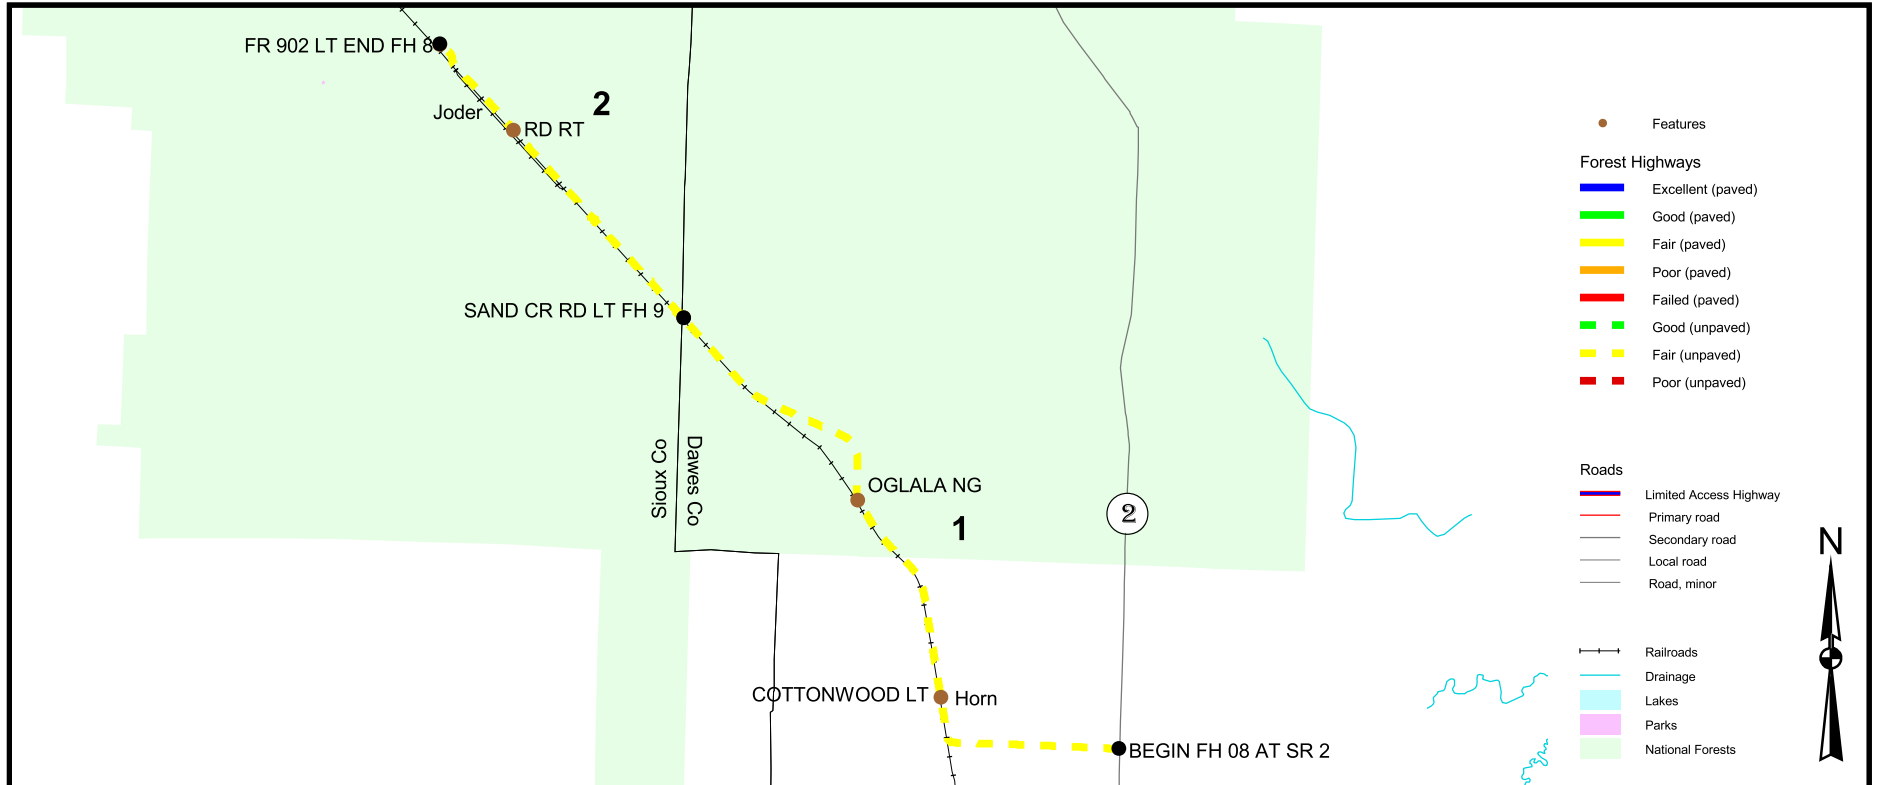 FR 902 LT END FH 8
Joder
2
RD RT
SAND CR RD LT FH 9
Sioux Co
Dawes Co
OGLALA NG
1
2
COTTONWOOD LT
Horn
BEGIN FH 08 AT SR 2
Features
Forest Highways
Excellent (paved)
Good (paved)
Fair (paved)
Poor (paved)
Failed (paved)
Good (unpaved)
Fair (unpaved)
Poor (unpaved)
Roads
Limited Access Highway
Primary road
Secondary road
Local road
Road, minor
Railroads
Drainage
Lakes
Parks
National Forests
N